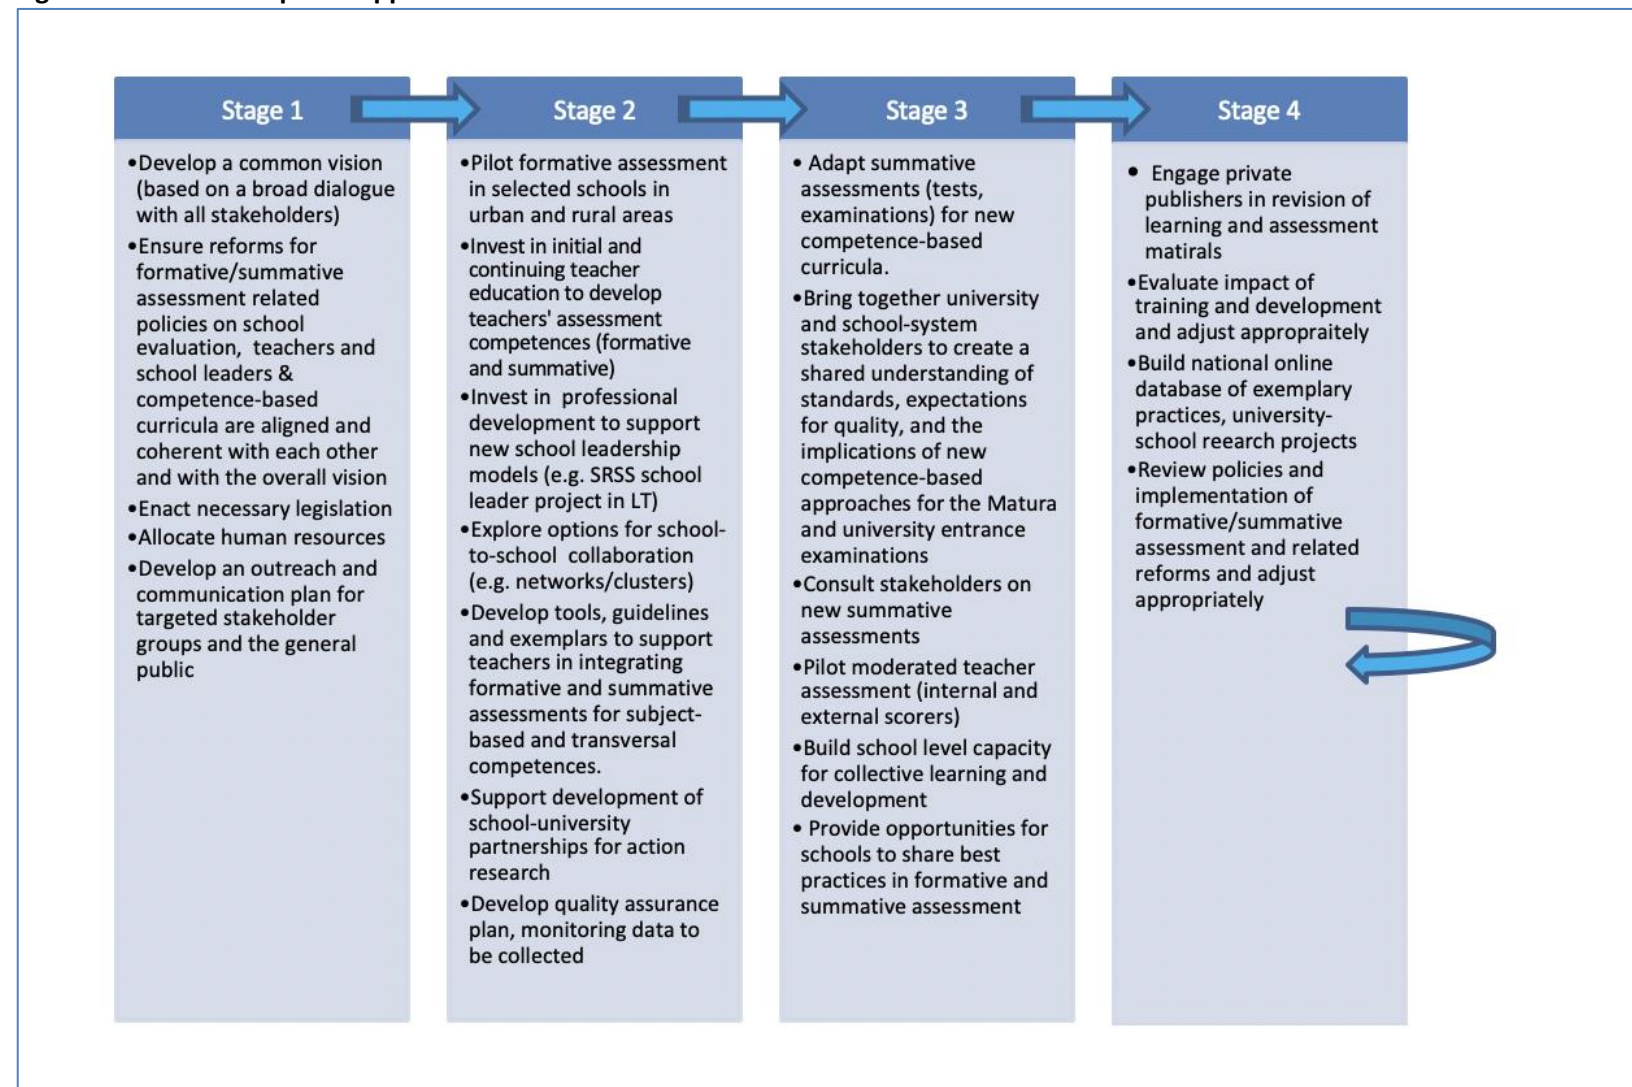 Stage 1
•Develop a common vision
(based on a broad dialogue
with all stakeholders)
•Ensure reforms for
formative/summative
assessment related
policies on school
evaluation, teachers and
school leaders &
competence-based
curricula are aligned and
coherent with each other
and with the overall vision
•Enact necessary legislation
•Allocate human resources
•Develop an outreach and
communication plan for
targeted stakeholder
groups and the general
public
Stage 2
•Pilot formative assessment
in selected schools in
urban and rural areas
•Invest in initial and
continuing teacher
education to develop
teachers' assessment
competences (formative
and summative)
•Invest in professional
development to support
new school leadership
models (e.g. SRSS school
leader project in LT)
•Explore options for school-
to-school collaboration
(e.g. networks/clusters)
•Develop tools, guidelines
and exemplars to support
teachers in integrating
formative and summative
assessments for subject-
based and transversal
competences.
•Support development of
school-university
partnerships for action
research
•Develop quality assurance
plan, monitoring data to
be collected
Stage 3
• Adapt summative
assessments (tests,
examinations) for new
competence-based
curricula.
•Bring together university
and school-system
stakeholders to create a
shared understanding of
standards, expectations
for quality, and the
implications of new
competence-based
approaches for the Matura
and university entrance
examinations
•Consult stakeholders on
new summative
assessments
•Pilot moderated teacher
assessment (internal and
external scorers)
•Build school level capacity
for collective learning and
development
• Provide opportunities for
schools to share best
practices in formative and
summative assessment
Stage 4
• Engage private
publishers in revision of
learning and assessment
matirals
•Evaluate impact of
training and development
and adjust appropraitely
•Build national online
database of exemplary
practices, university-
school reearch projects
•Review policies and
implementation of
formative/summative
assessment and related
reforms and adjust
appropriately